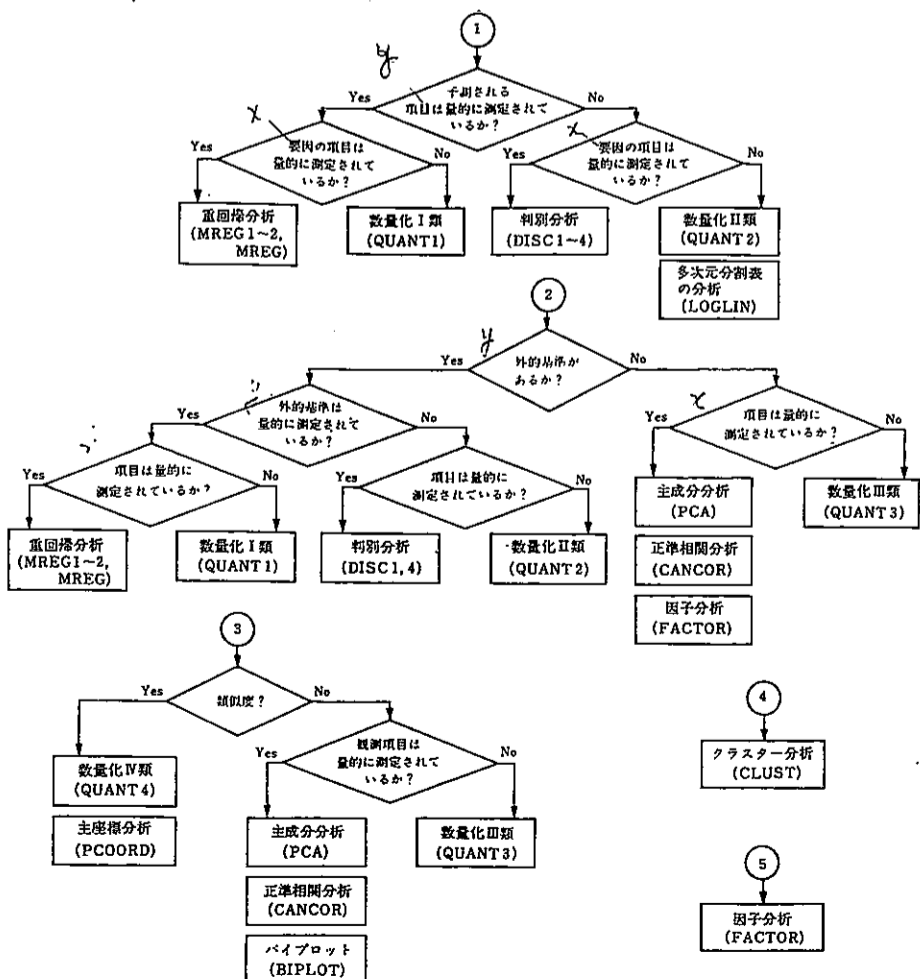 1
y
予測される
項目は量的に測定されて
いるか?
Yes
No
x
要因の項目は
量的に測定されて
いるか?
Yes
No
x
要因の項目は
量的に測定されて
いるか?
Yes
No
重回帰分析
(MREG1~2,
MREG)
数量化I類
(QUANT1)
判別分析
(DISC1~4)
数量化II類
(QUANT2)
多次元分割表
の分析
(LOGLIN)
2
y
外的基準が
あるか?
Yes
No
外的基準は
量的に測定されて
いるか?
Yes
No
x
項目は量的に
測定されているか?
Yes
No
項目は量的に
測定されているか?
Yes
No
項目は量的に
測定されているか?
Yes
No
重回帰分析
(MREG1~2,
MREG)
数量化I類
(QUANT1)
判別分析
(DISC1,4)
数量化II類
(QUANT2)
主成分分析
(PCA)
正準相関分析
(CANCOR)
因子分析
(FACTOR)
数量化III類
(QUANT3)
3
類似度?
Yes
No
観測項目は
量的に測定されて
いるか?
Yes
No
数量化IV類
(QUANT4)
主座標分析
(PCOORD)
主成分分析
(PCA)
正準相関分析
(CANCOR)
バイプロット
(BIPLOT)
数量化III類
(QUANT3)
4
クラスター分析
(CLUST)
5
因子分析
(FACTOR)